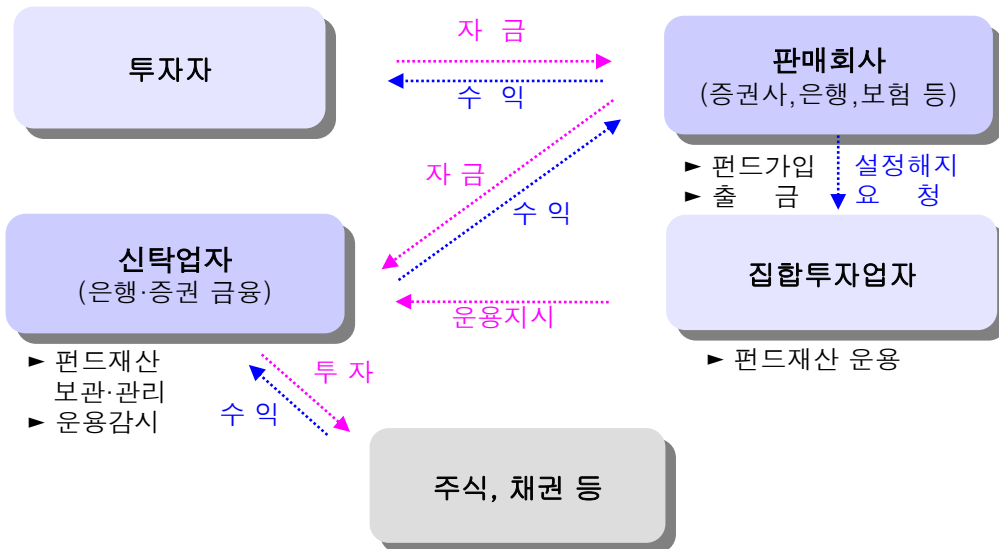 투자자
자 금
수 익
판매회사
(증권사,은행,보험 등)
► 펀드가입
► 출 금
설정해지
요 청
자 금
수 익
신탁업자
(은행·증권 금융)
집합투자업자
운용지시
► 펀드재산
보관·관리
► 운용감시
► 펀드재산 운용
투 자
수 익
주식, 채권 등